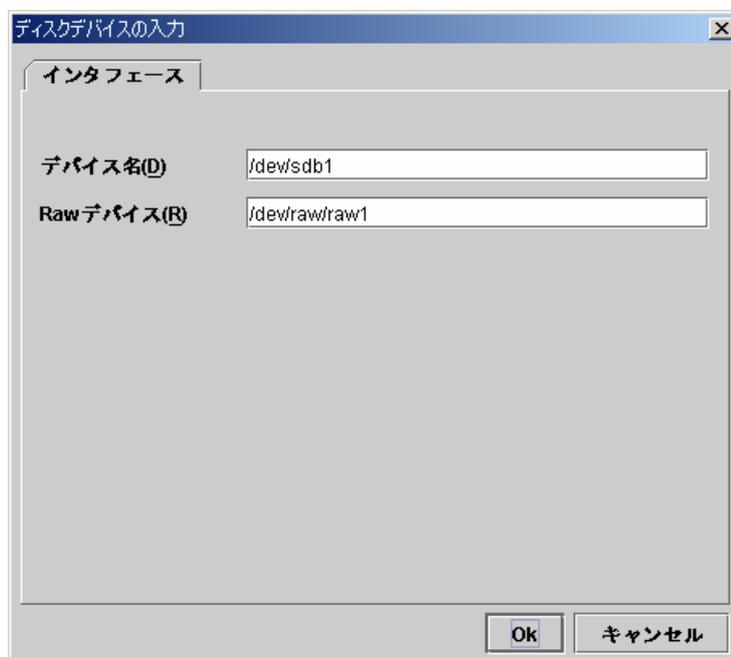 ディスクデバイスの入力
インタフェース
デバイス名(D) /dev/sdb1
Rawデバイス(R) /dev/raw/raw1
Ok キャンセル